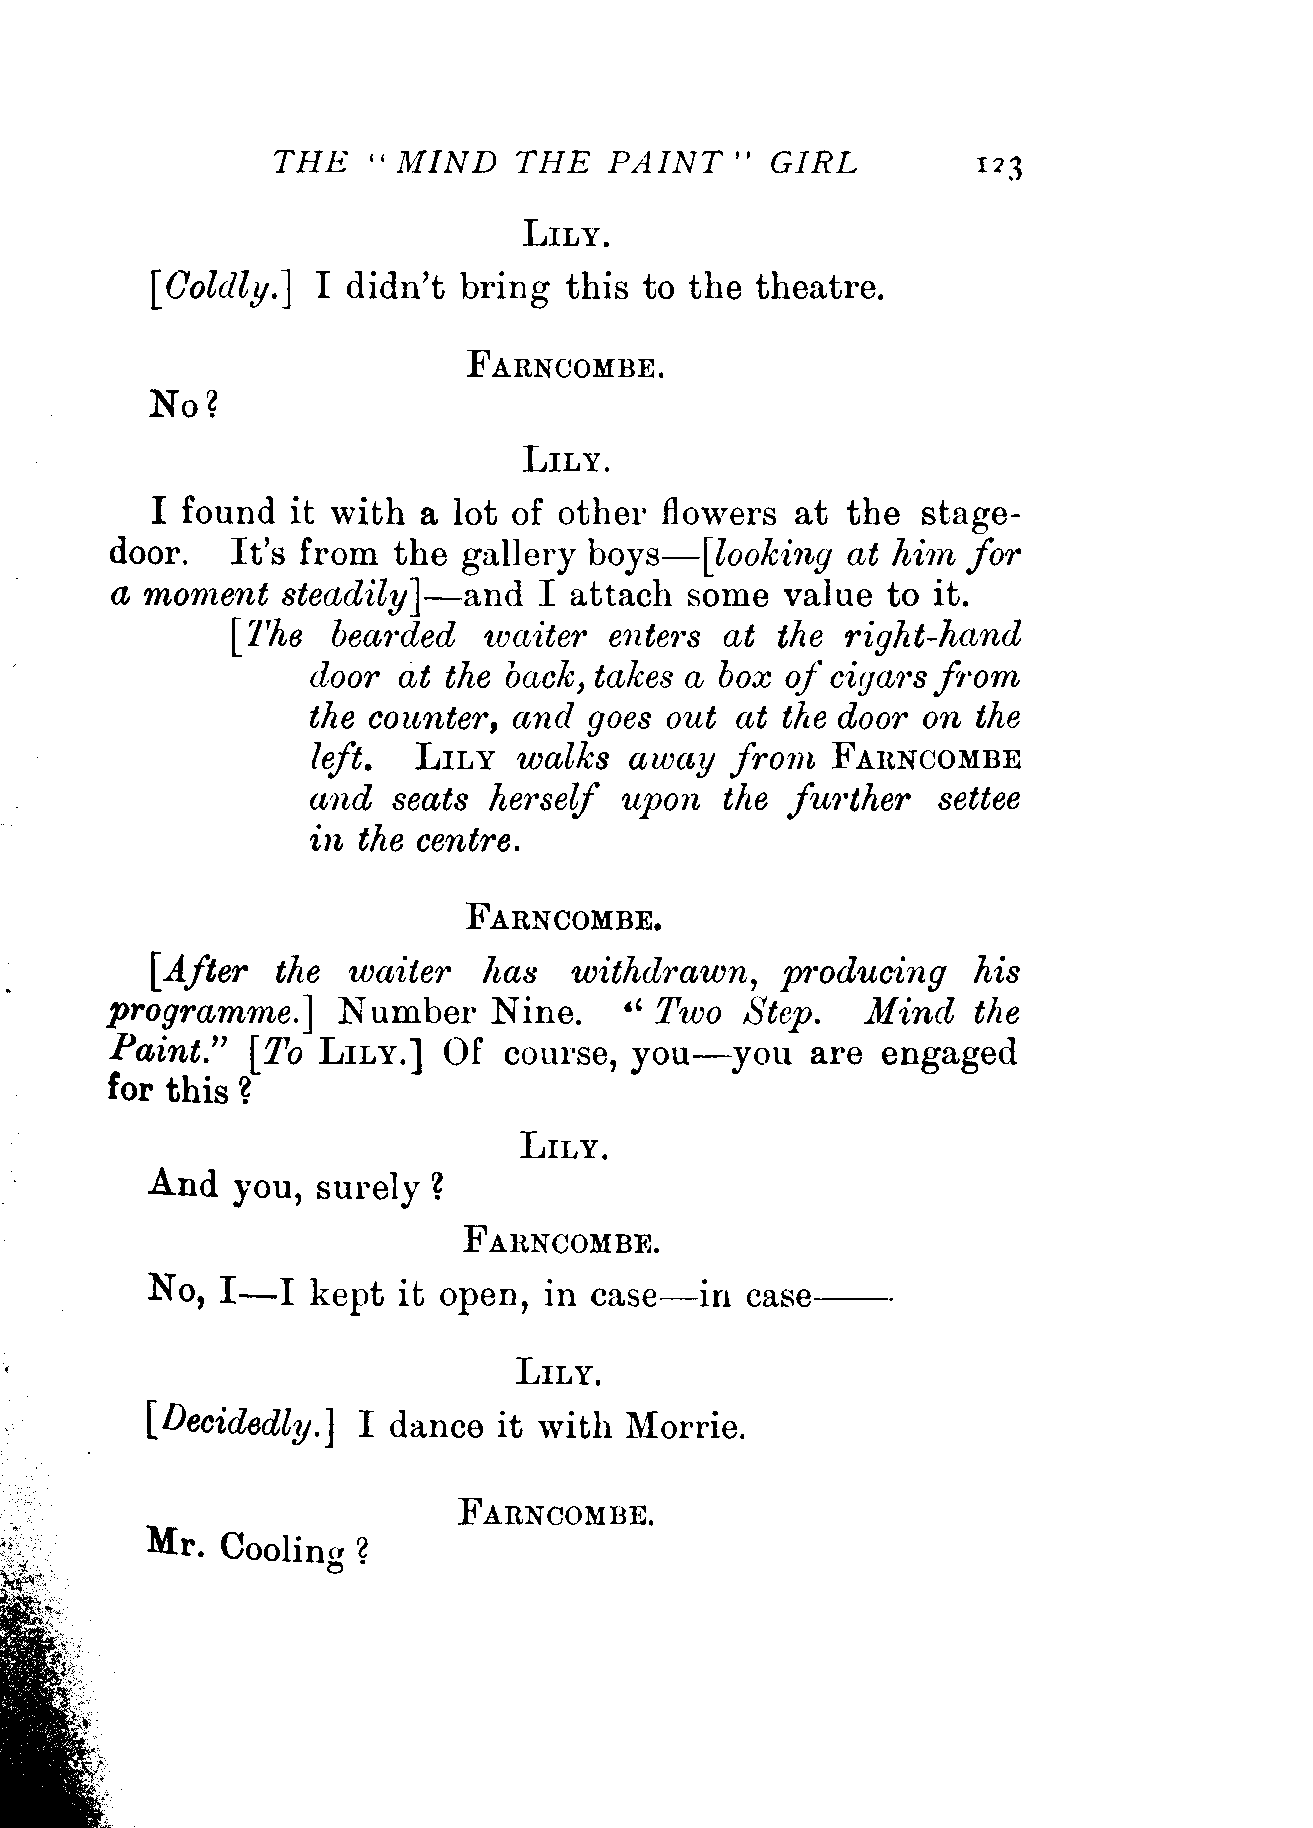 THE "MIND THE PAINT" GIRL 123
LILY.
[Coldly.] I didn't bring this to the theatre.
FARNCOMBE.
No?
LILY.
I found it with a lot of other flowers at the stage-
door. It's from the gallery boys—[looking at him for
a moment steadily]—and I attach some value to it.
[The bearded waiter enters at the right-hand
door at the back, takes a box of cigars from
the counter, and goes out at the door on the
left. LILY walks away from FARNCOMBE
and seats herself upon the further settee
in the centre.
FARNCOMBE.
[After the waiter has withdrawn, producing his
programme.] Number Nine. "Two Step. Mind the
Paint." [To LILY.] Of course, you—you are engaged
for this?
LILY.
And you, surely?
FARNCOMBE.
No, I—I kept it open, in case—in case——
LILY.
[Decidedly.] I dance it with Morrie.
FARNCOMBE.
Mr. Cooling?